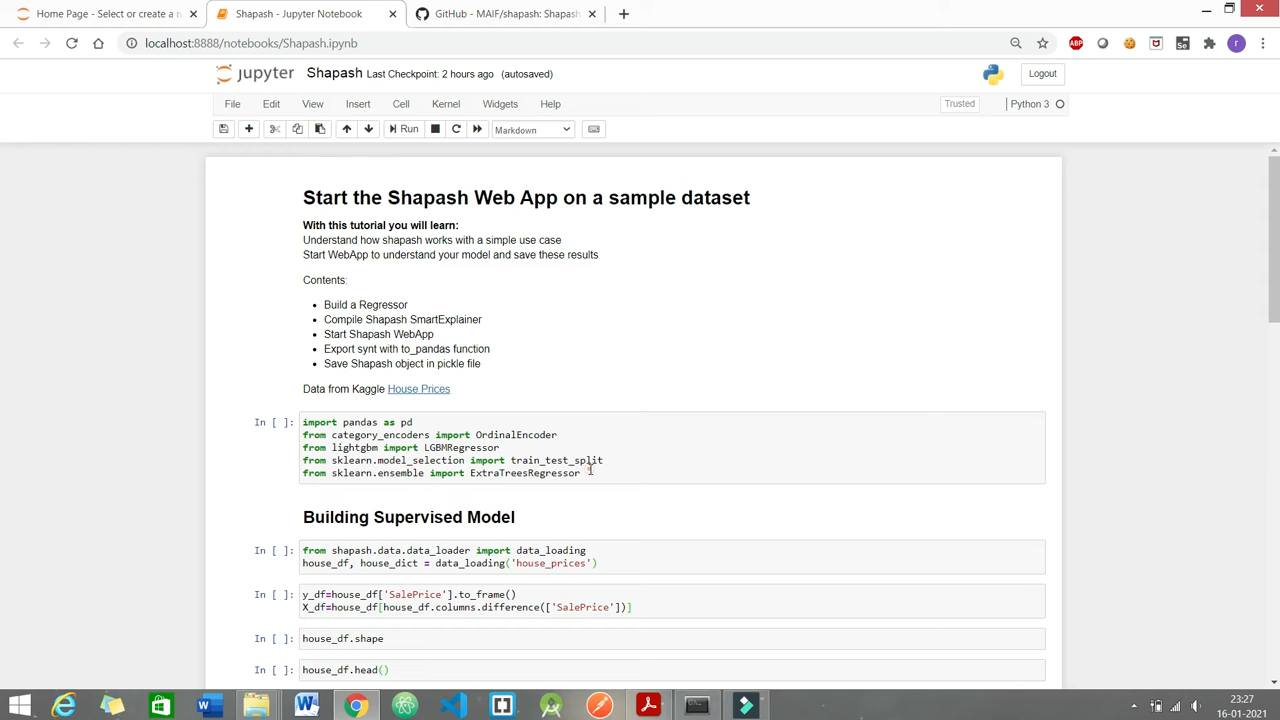 Home Page - Select or create a n
Shapash - Jupyter Notebook
GitHub - MAIF/shapash: Shapash
localhost:8888/notebooks/Shapash.ipynb
ABP
Se
r
jupyter Shapash Last Checkpoint: 2 hours ago (autosaved)
Logout
File Edit View Insert Cell Kernel Widgets Help
Trusted
Python 3
Run
Markdown
Start the Shapash Web App on a sample dataset
With this tutorial you will learn:
Understand how shapash works with a simple use case
Start WebApp to understand your model and save these results
Contents:
• Build a Regressor
• Compile Shapash SmartExplainer
• Start Shapash WebApp
• Export synt with to_pandas function
• Save Shapash object in pickle file
Data from Kaggle House Prices
In [ ]: import pandas as pd
from category_encoders import OrdinalEncoder
from lightgbm import LGBMRegressor
from sklearn.model_selection import train_test_split
from sklearn.ensemble import ExtraTreesRegressor
Building Supervised Model
In [ ]: from shapash.data.data_loader import data_loading
house_df, house_dict = data_loading('house_prices')
In [ ]: y_df=house_df['SalePrice'].to_frame()
X_df=house_df[house_df.columns.difference(['SalePrice'])]
In [ ]: house_df.shape
In [ ]: house_df.head()
23:27
16-01-2021